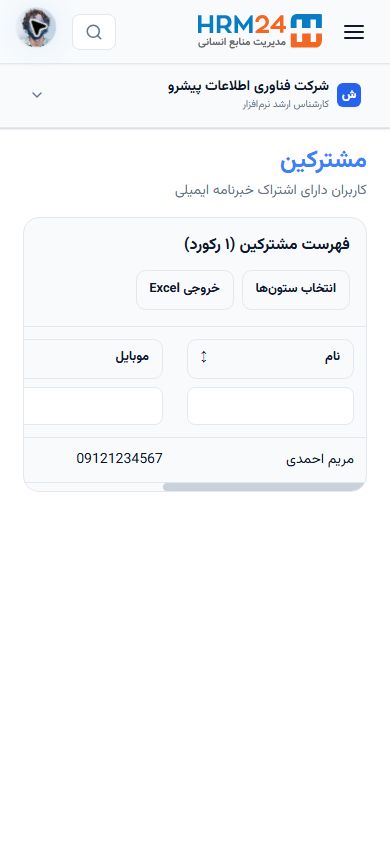 HRM24
مدیریت منابع انسانی
ش
شرکت فناوری اطلاعات پیشرو
کارشناس ارشد نرم‌افزار
مشترکین
کاربران دارای اشتراک خبرنامه ایمیلی
فهرست مشترکین (۱ رکورد)
انتخاب ستون‌ها
خروجی Excel
نام
موبایل
مریم احمدی
09121234567